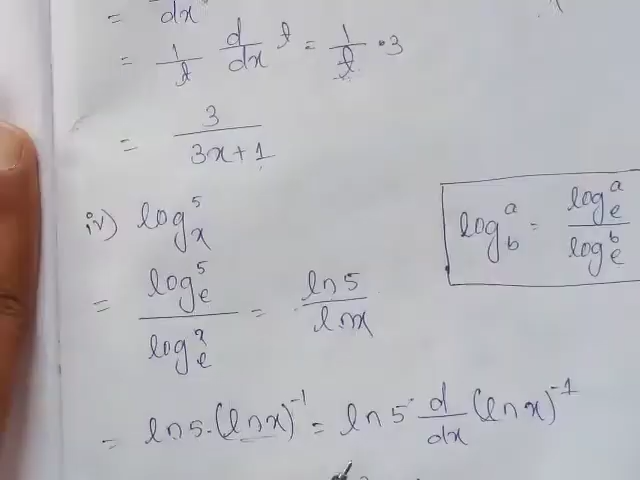 = d/dx
= 1/t d/dx t = 1/t · 3
= 3/(3x+1)
iv) log_x^5
log_b^a = log_e^a / log_e^b
= log_e^5 / log_e^x = ln5 / lnx
= ln5·(lnx)^-1 = ln5 d/dx (lnx)^-1